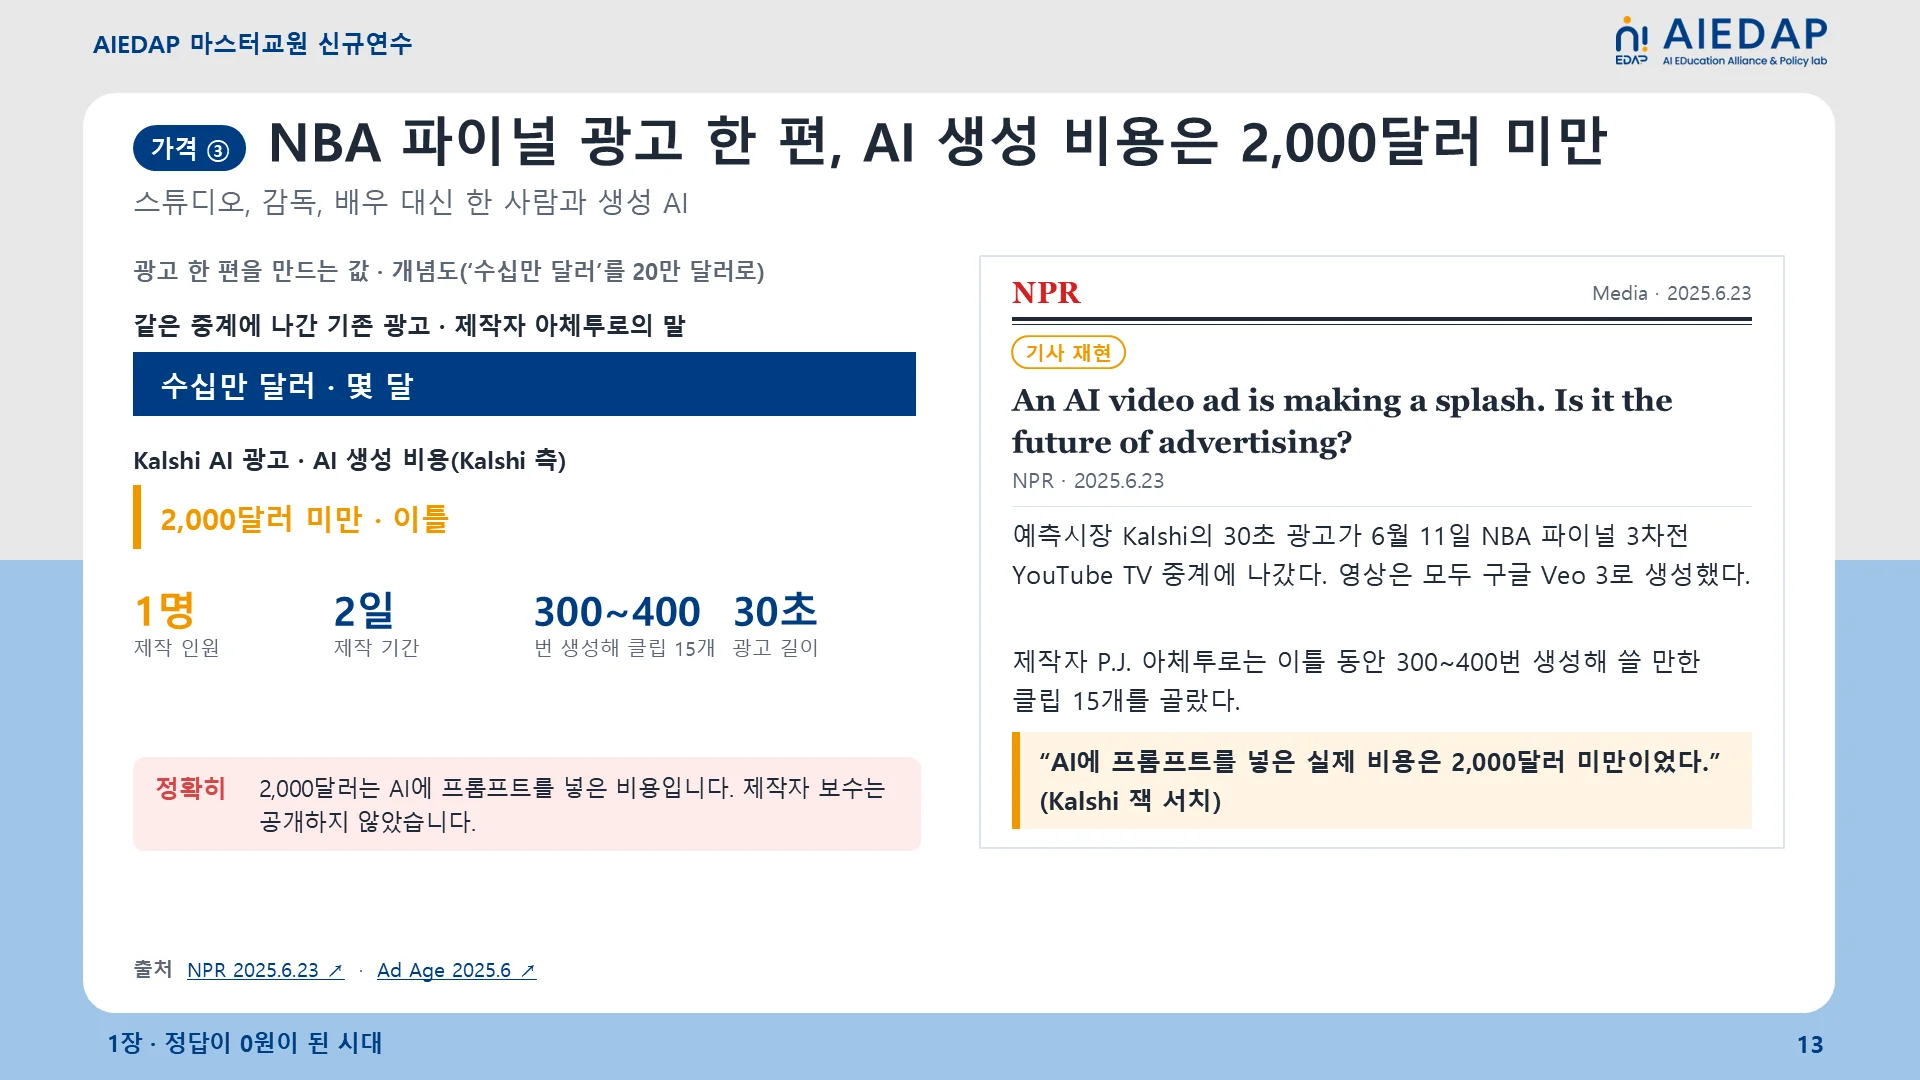 AIEDAP 마스터교원 신규연수
EDAP
AIEDAP
AI EDucation Alliance & Policy lab
가격 ③
NBA 파이널 광고 한 편, AI 생성 비용은 2,000달러 미만
스튜디오, 감독, 배우 대신 한 사람과 생성 AI
광고 한 편을 만드는 값 · 개념도(‘수십만 달러’를 20만 달러로)
같은 중계에 나간 기존 광고 · 제작자 아체투로의 말
수십만 달러 · 몇 달
Kalshi AI 광고 · AI 생성 비용(Kalshi 측)
2,000달러 미만 · 이틀
1명
제작 인원
2일
제작 기간
300~400
번 생성해 클립 15개
30초
광고 길이
정확히
2,000달러는 AI에 프롬프트를 넣은 비용입니다. 제작자 보수는
공개하지 않았습니다.
NPR
Media · 2025.6.23
기사 재현
An AI video ad is making a splash. Is it the
future of advertising?
NPR · 2025.6.23
예측시장 Kalshi의 30초 광고가 6월 11일 NBA 파이널 3차전
YouTube TV 중계에 나갔다. 영상은 모두 구글 Veo 3로 생성했다.
제작자 P.J. 아체투로는 이틀 동안 300~400번 생성해 쓸 만한
클립 15개를 골랐다.
“AI에 프롬프트를 넣은 실제 비용은 2,000달러 미만이었다.”
(Kalshi 잭 서치)
출처 NPR 2025.6.23 ↗ · Ad Age 2025.6 ↗
1장 · 정답이 0원이 된 시대
13